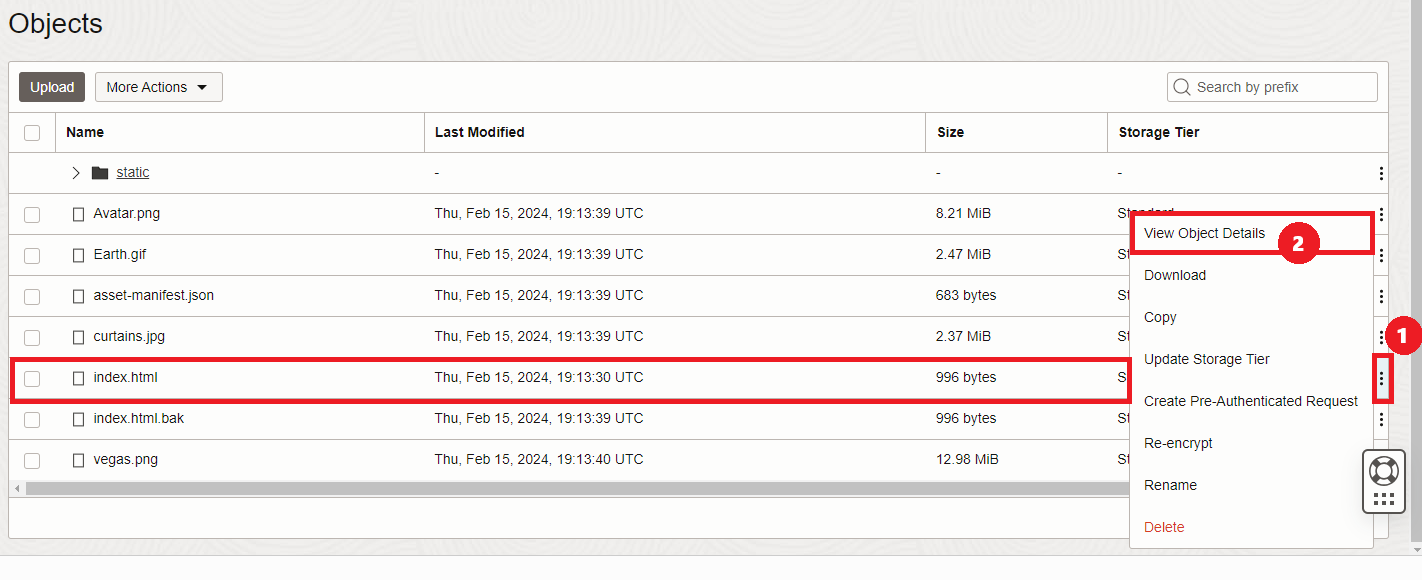 Objects
Upload More Actions Search by prefix
Name Last Modified Size Storage Tier
static - - -
Avatar.png Thu, Feb 15, 2024, 19:13:39 UTC 8.21 MiB
View Object Details 2
Earth.gif Thu, Feb 15, 2024, 19:13:39 UTC 2.47 MiB
Download
asset-manifest.json Thu, Feb 15, 2024, 19:13:39 UTC 683 bytes
Copy
curtains.jpg Thu, Feb 15, 2024, 19:13:39 UTC 2.37 MiB
1
Update Storage Tier
index.html Thu, Feb 15, 2024, 19:13:30 UTC 996 bytes
Create Pre-Authenticated Request
index.html.bak Thu, Feb 15, 2024, 19:13:39 UTC 996 bytes
Re-encrypt
vegas.png Thu, Feb 15, 2024, 19:13:40 UTC 12.98 MiB
Rename
Delete